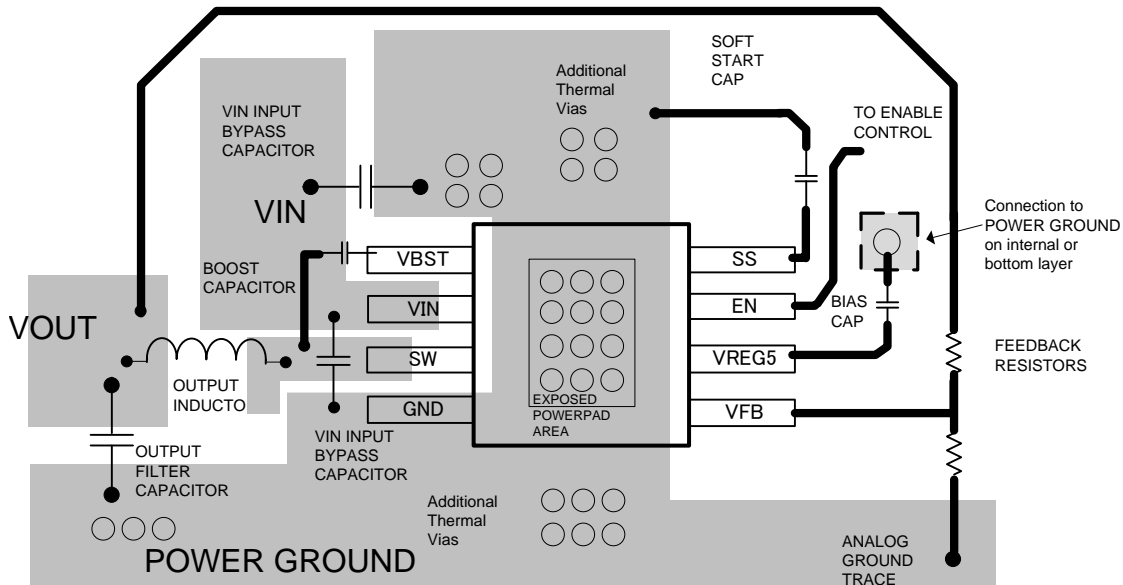 SOFT
START
CAP
Additional
Thermal
Vias
VIN INPUT
BYPASS
CAPACITOR
TO ENABLE
CONTROL
VIN
Connection to
POWER GROUND
on internal or
bottom layer
BOOST
CAPACITOR
VBST
SS
VIN
EN
BIAS
CAP
VOUT
SW
VREG5
FEEDBACK
RESISTORS
OUTPUT
INDUCTO
GND
VFB
EXPOSED
POWERPAD
AREA
VIN INPUT
BYPASS
CAPACITOR
OUTPUT
FILTER
CAPACITOR
Additional
Thermal
Vias
POWER GROUND
ANALOG
GROUND
TRACE